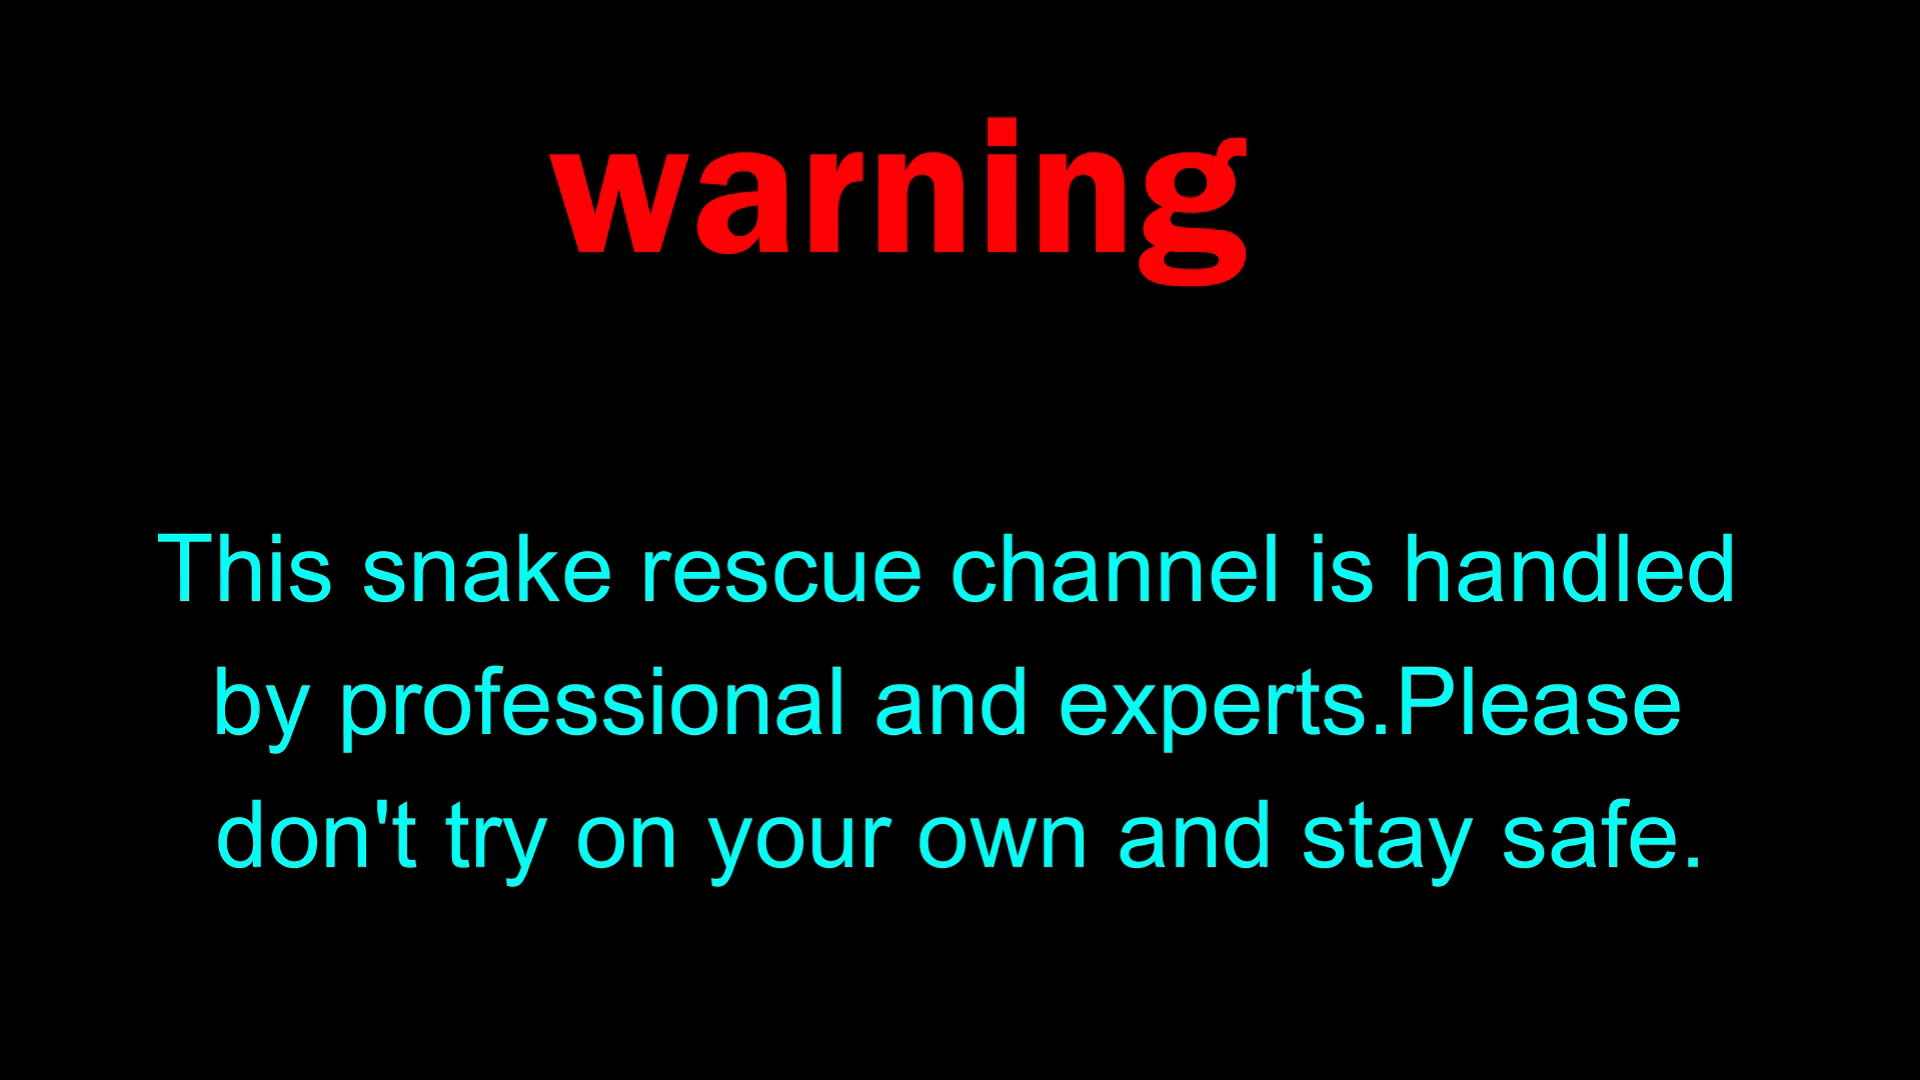 warning
This snake rescue channel is handled
by professional and experts.Please
don't try on your own and stay safe.